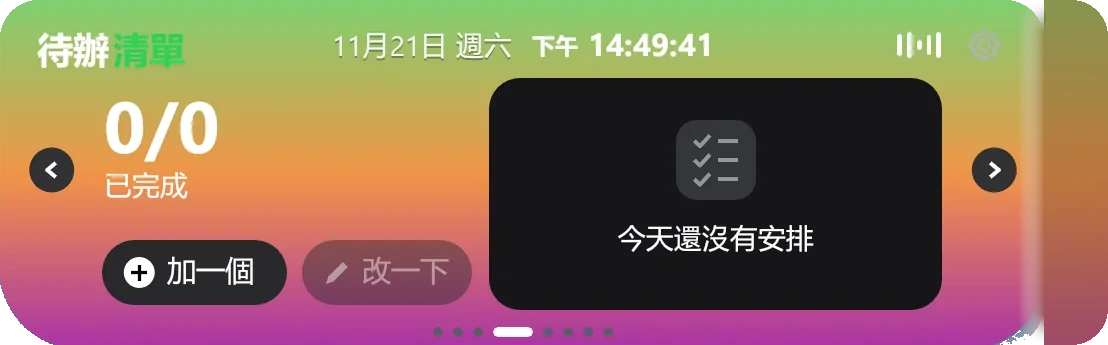 待辦清單
11月21日 週六 下午 14:49:41
0/0
已完成
加一個
改一下
今天還沒有安排